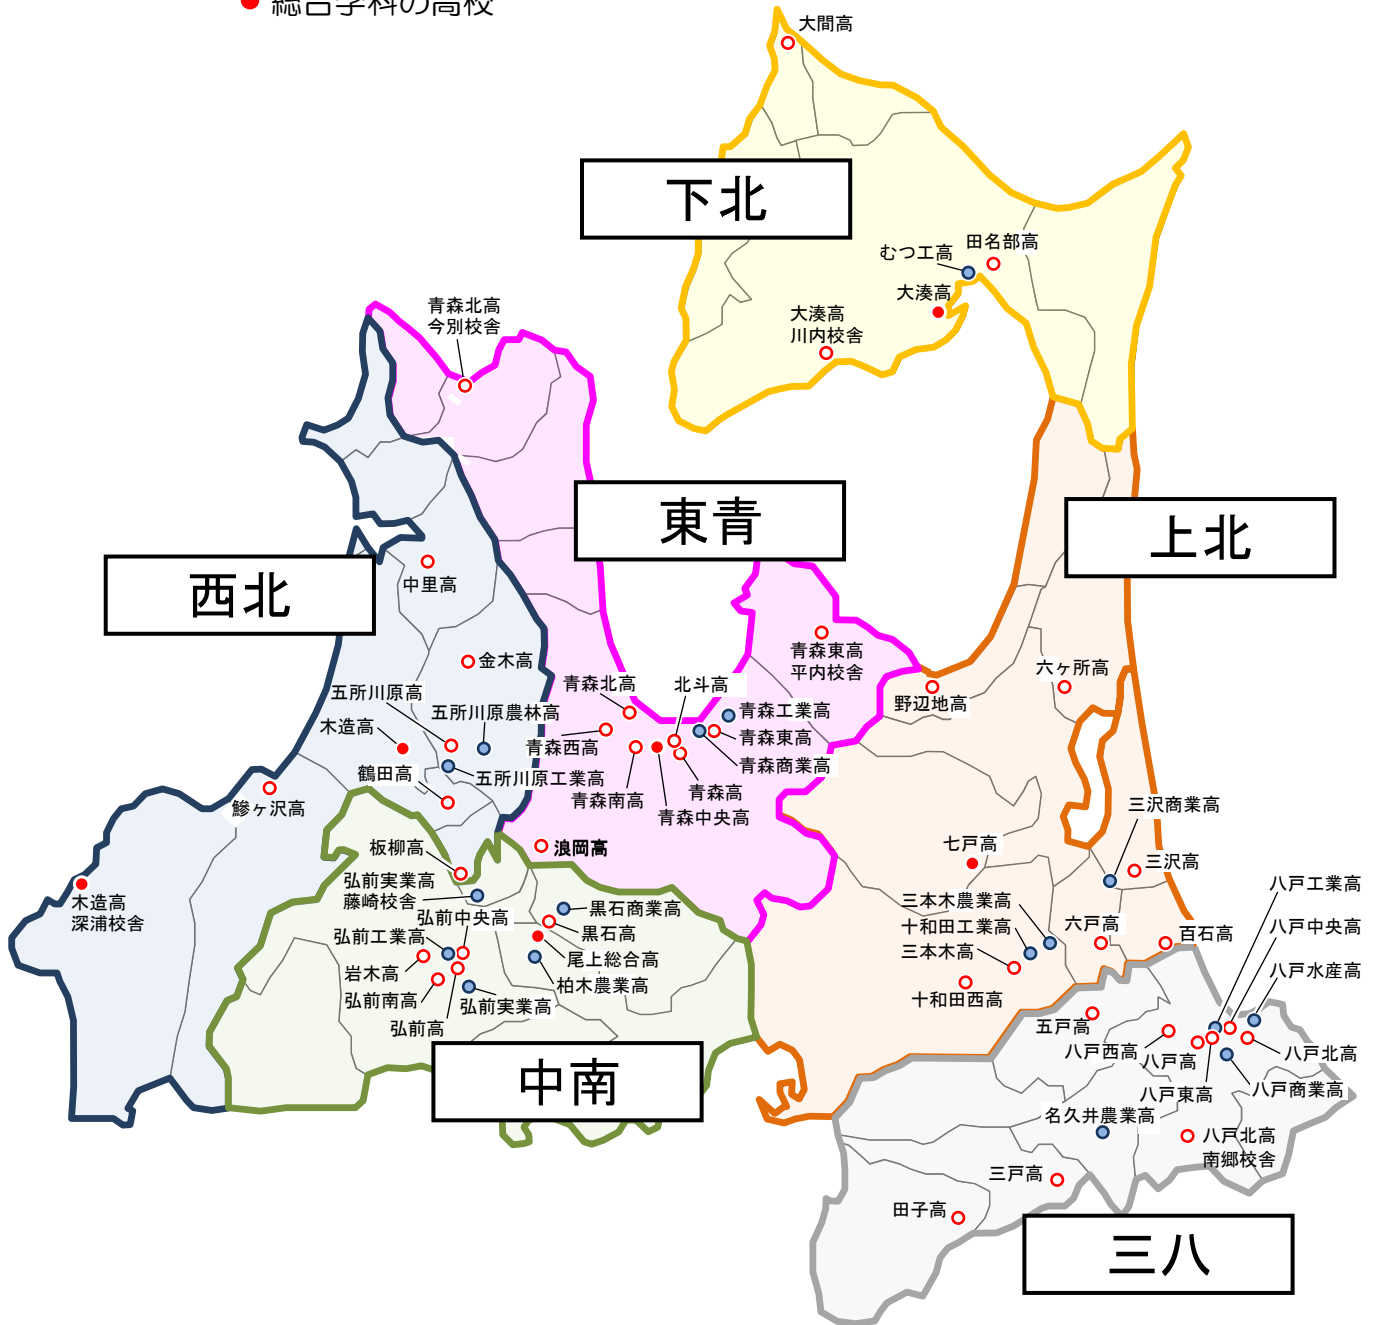 総合学科の高校
大間高
下北
むつ工高
田名部高
大湊高
大湊高
川内校舎
青森北高
今別校舎
東青
上北
西北
中里高
金木高
青森東高
平内校舎
六ヶ所高
野辺地高
五所川原高
五所川原農林高
木造高
鶴田高
五所川原工業高
鰺ヶ沢高
青森北高
北斗高
青森工業高
青森西高
青森東高
青森商業高
青森南高
青森高
青森中央高
浪岡高
三沢商業高
七戸高
三沢高
板柳高
弘前実業高
藤崎校舎
木造高
深浦校舎
弘前中央高
黒石商業高
黒石高
弘前工業高
尾上総合高
岩木高
柏木農業高
弘前南高
弘前実業高
弘前高
三本木農業高
十和田工業高
三本木高
十和田西高
六戸高
百石高
八戸工業高
八戸中央高
八戸水産高
五戸高
八戸西高
八戸高
八戸北高
八戸東高
八戸商業高
中南
名久井農業高
八戸北高
南郷校舎
三戸高
田子高
三八